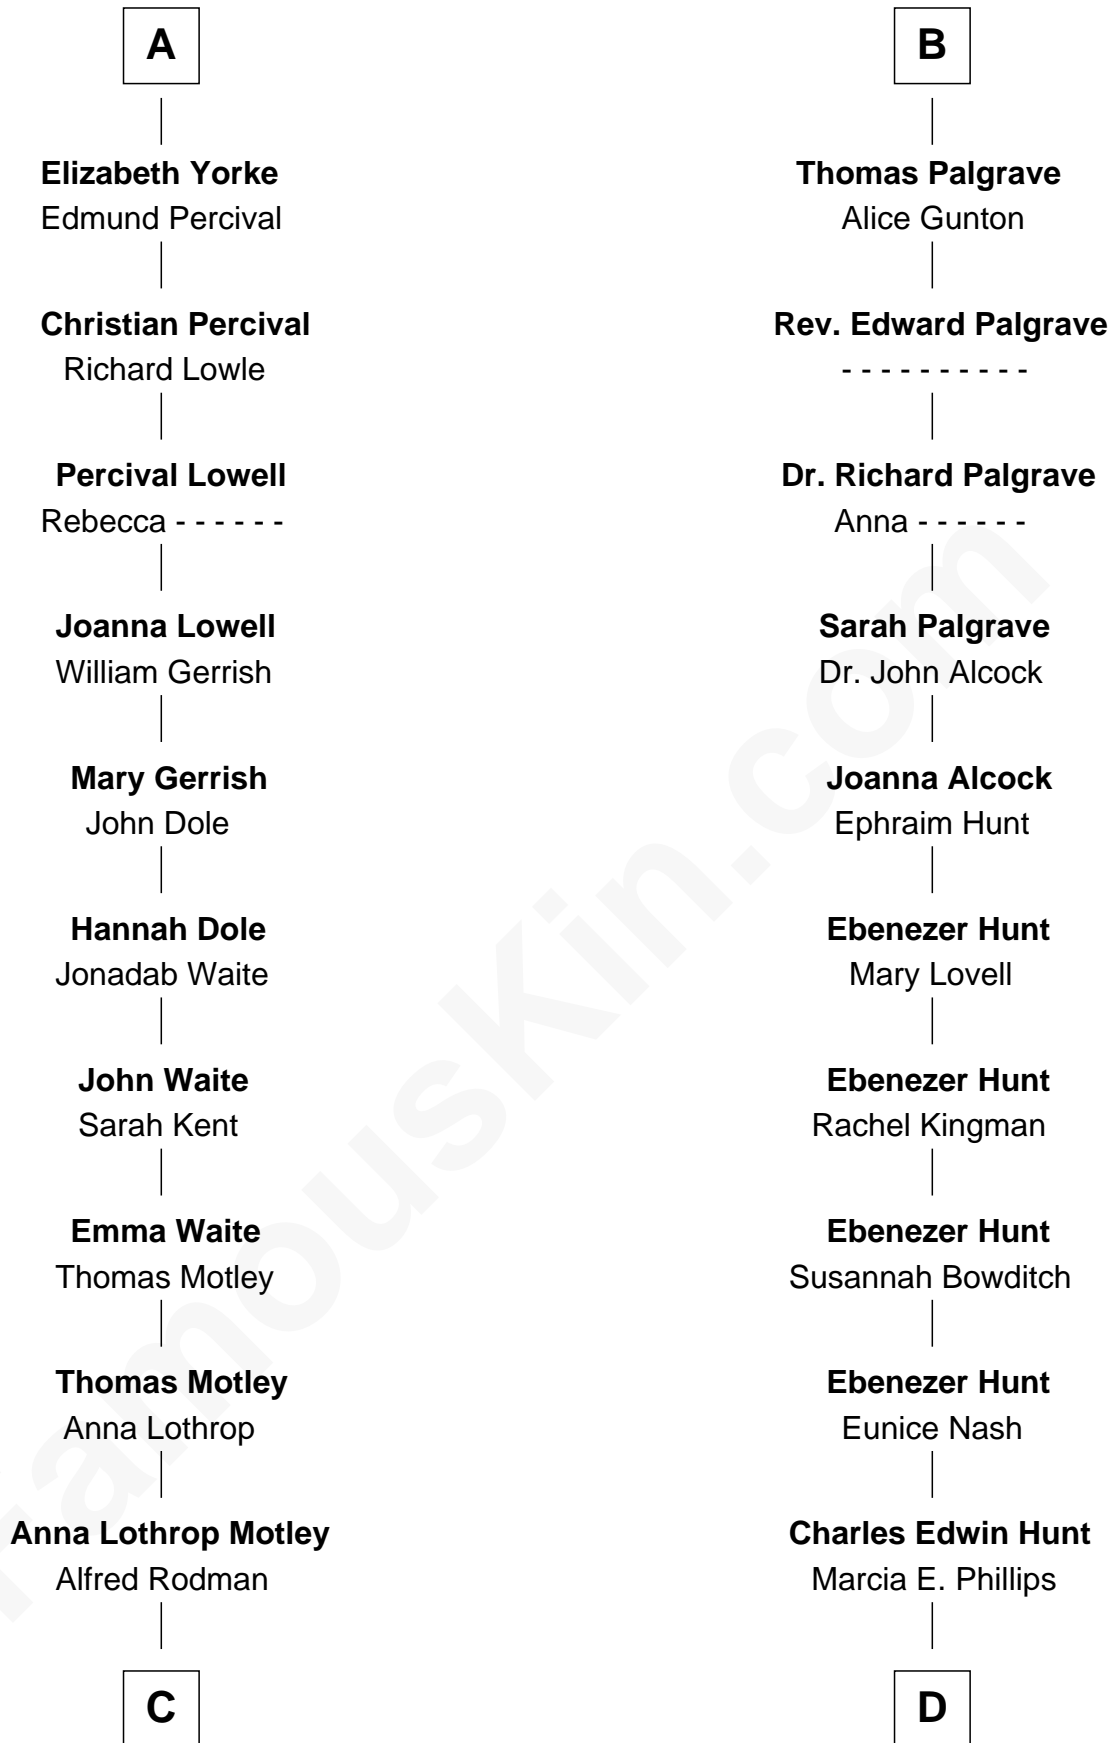 A
Elizabeth Yorke
Edmund Percival
Christian Percival
Richard Lowle
Percival Lowell
Rebecca - - - - - -
Joanna Lowell
William Gerrish
Mary Gerrish
John Dole
Hannah Dole
Jonadab Waite
John Waite
Sarah Kent
Emma Waite
Thomas Motley
Thomas Motley
Anna Lothrop
Anna Lothrop Motley
Alfred Rodman
C
B
Thomas Palgrave
Alice Gunton
Rev. Edward Palgrave
- - - - - - - - - -
Dr. Richard Palgrave
Anna - - - - - -
Sarah Palgrave
Dr. John Alcock
Joanna Alcock
Ephraim Hunt
Ebenezer Hunt
Mary Lovell
Ebenezer Hunt
Rachel Kingman
Ebenezer Hunt
Susannah Bowditch
Ebenezer Hunt
Eunice Nash
Charles Edwin Hunt
Marcia E. Phillips
D
FamousKin.com